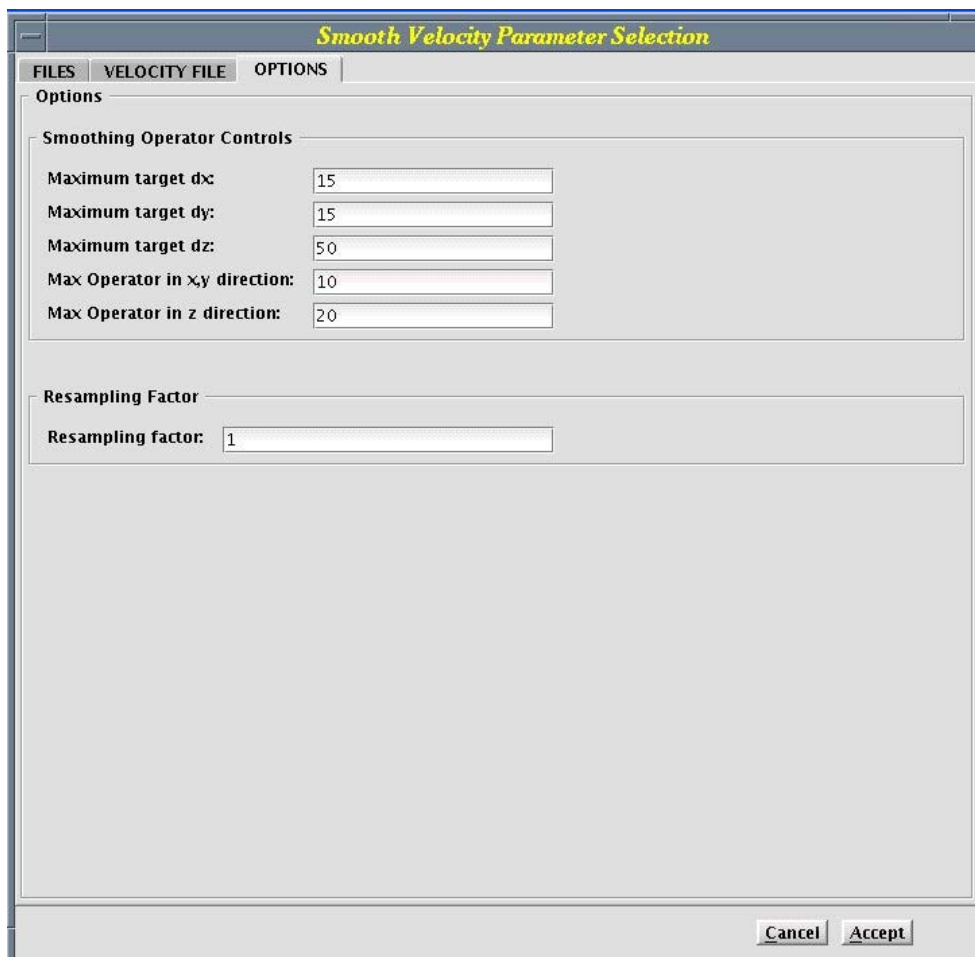 Smooth Velocity Parameter Selection
FILES VELOCITY FILE OPTIONS
Options
Smoothing Operator Controls
Maximum target dx: 15
Maximum target dy: 15
Maximum target dz: 50
Max Operator in x,y direction: 10
Max Operator in z direction: 20
Resampling Factor
Resampling factor: 1
Cancel Accept